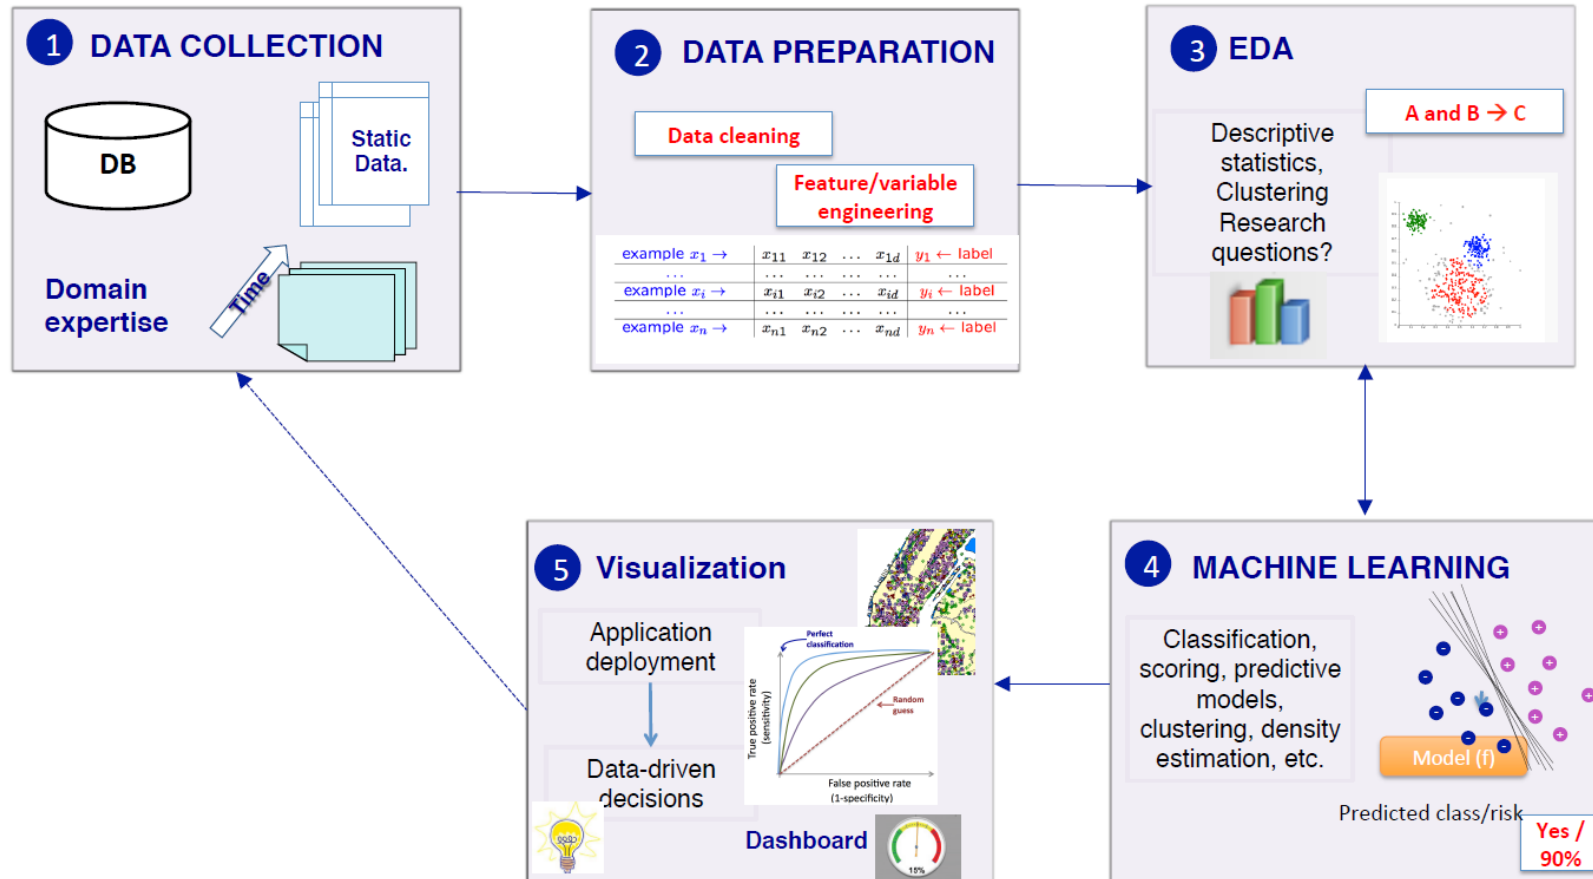 1 DATA COLLECTION
DB
Static
Data.
Time
Domain
expertise
2 DATA PREPARATION
Data cleaning
Feature/variable
engineering
example x₁ → x₁₁ x₁₂ … x₁d y₁ ← label
… … … … … …
example xᵢ → xᵢ₁ xᵢ₂ … xᵢd yᵢ ← label
… … … … … …
example xₙ → xₙ₁ xₙ₂ … xₙd yₙ ← label
3 EDA
A and B → C
Descriptive
statistics,
Clustering
Research
questions?
4 MACHINE LEARNING
Classification,
scoring, predictive
models,
clustering, density
estimation, etc.
Model (f)
Predicted class/risk
Yes /
90%
5 Visualization
Application
deployment
Data-driven
decisions
Perfect
classification
Random
guess
True positive rate
(sensitivity)
False positive rate
(1-specificity)
Dashboard
15%